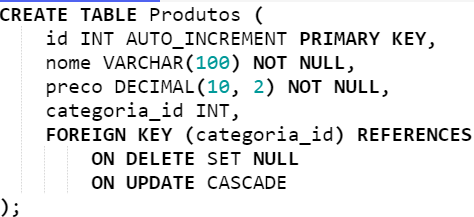 CREATE TABLE Produtos (
    id INT AUTO_INCREMENT PRIMARY KEY,
    nome VARCHAR(100) NOT NULL,
    preco DECIMAL(10, 2) NOT NULL,
    categoria_id INT,
    FOREIGN KEY (categoria_id) REFERENCES
        ON DELETE SET NULL
        ON UPDATE CASCADE
);